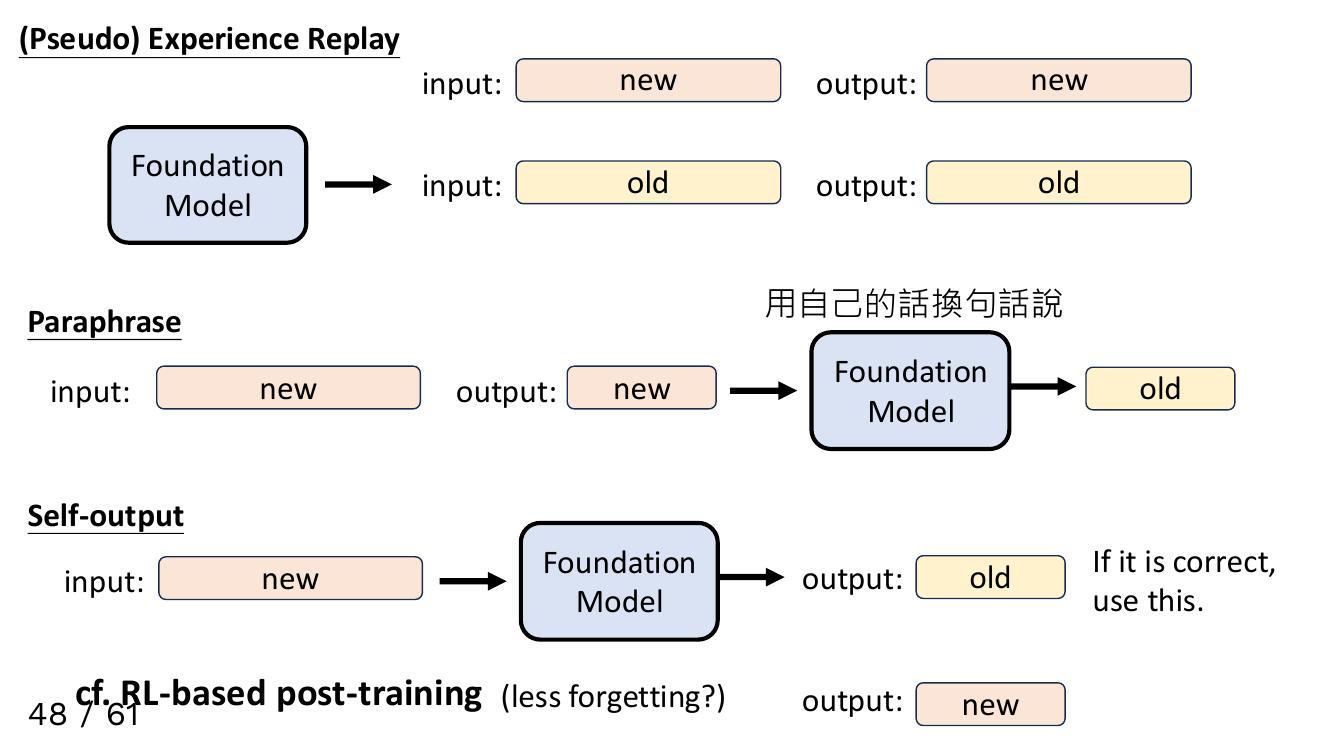 (Pseudo) Experience Replay
input: new output: new
Foundation
Model
input: old output: old
用自己的話換句話說
Paraphrase
input: new output: new
Foundation
Model
old
Self-output
input: new
Foundation
Model
output: old
If it is correct,
use this.
cf. RL-based post-training (less forgetting?)
output: new
48 / 61